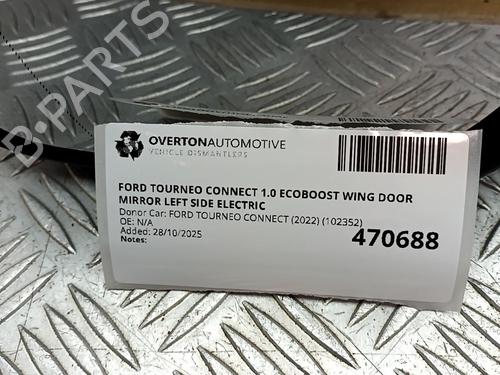 B-PARTS
OVERTONAUTOMOTIVE
VEHICLE DISMANTLERS
FORD TOURNEO CONNECT 1.0 ECOBOOST WING DOOR
MIRROR LEFT SIDE ELECTRIC
Donor Car: FORD TOURNEO CONNECT (2022) (102352)
OE: N/A
Added: 28/10/2025
Notes:
470688